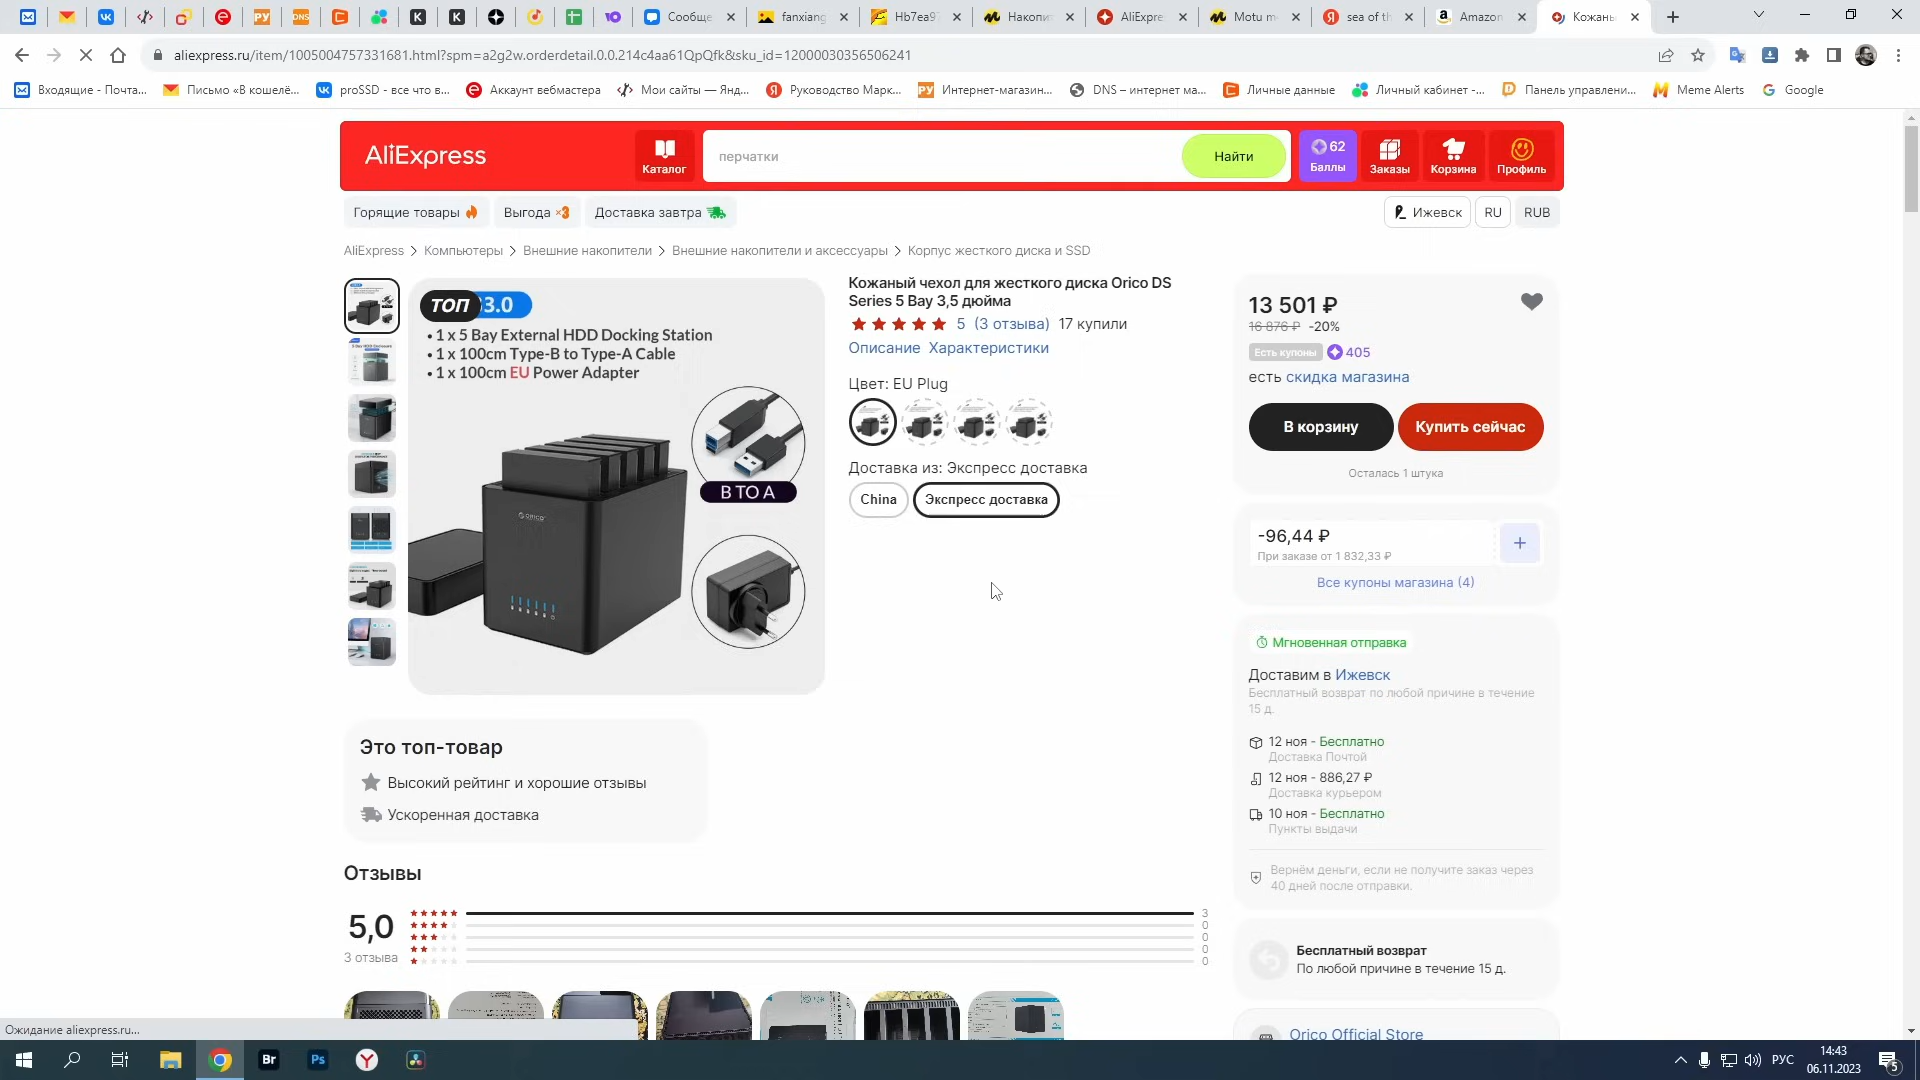 Сообще
fanxiang
Hb7ea97
Накопит
AliExpre
Motu m
sea of th
Amazon
Кожаны
aliexpress.ru/item/1005004757331681.html?spm=a2g2w.orderdetail.0.0.214c4aa61QpQfk&sku_id=12000030356506241
Входящие - Почта...
Письмо «В кошелё...
proSSD - все что в...
Аккаунт вебмастера
Мои сайты — Янд...
Руководство Марк...
Интернет-магазин...
DNS – интернет ма...
Личные данные
Личный кабинет -...
Панель управлени...
Meme Alerts
Google
AliExpress
Каталог
перчатки
Найти
62
Баллы
Заказы
Корзина
Профиль
Горящие товары
Выгода ×3
Доставка завтра
Ижевск
RU
RUB
AliExpress > Компьютеры > Внешние накопители > Внешние накопители и аксессуары > Корпус жесткого диска и SSD
ТОП 3.0
• 1 x 5 Bay External HDD Docking Station
• 1 x 100cm Type-B to Type-A Cable
• 1 x 100cm EU Power Adapter
B TO A
ORICO
Кожаный чехол для жесткого диска Orico DS
Series 5 Bay 3,5 дюйма
5 (3 отзыва) 17 купили
Описание Характеристики
Цвет: EU Plug
Доставка из: Экспресс доставка
China
Экспресс доставка
13 501 ₽
16 876 ₽ -20%
Есть купоны 405
есть скидка магазина
В корзину
Купить сейчас
Осталась 1 штука
-96,44 ₽
При заказе от 1 832,33 ₽
+
Все купоны магазина (4)
Мгновенная отправка
Доставим в Ижевск
Бесплатный возврат по любой причине в течение
15 д.
12 ноя - Бесплатно
Доставка Почтой
12 ноя - 886,27 ₽
Доставка курьером
10 ноя - Бесплатно
Пункты выдачи
Вернём деньги, если не получите заказ через
40 дней после отправки.
Бесплатный возврат
По любой причине в течение 15 д.
Orico Official Store
Это топ-товар
Высокий рейтинг и хорошие отзывы
Ускоренная доставка
Отзывы
5,0
3 отзыва
3
0
0
0
0
Ожидание aliexpress.ru...
Br
Ps
РУС
14:43
06.11.2023
5